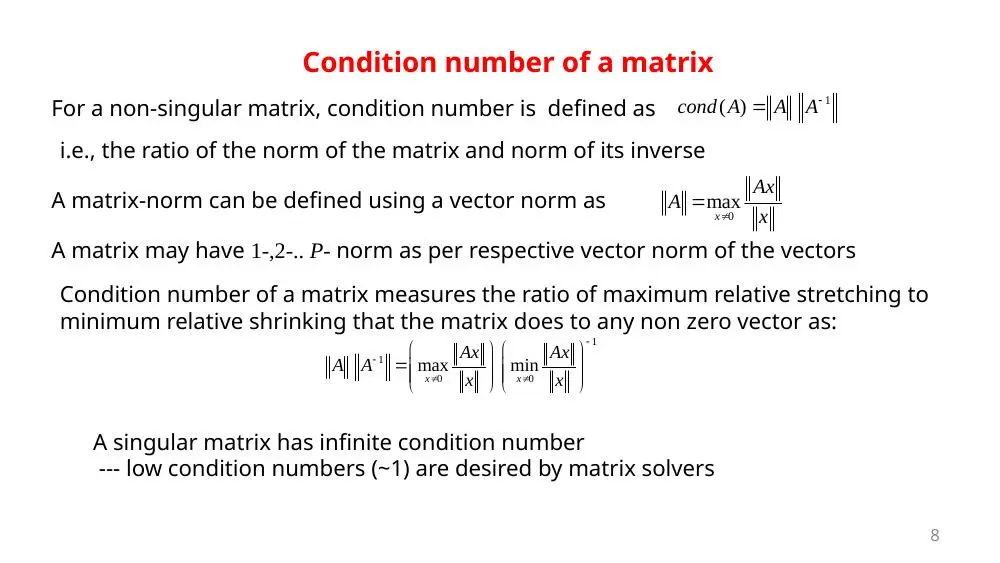 Condition number of a matrix
For a non-singular matrix, condition number is defined as cond(A) = ‖A‖ ‖A⁻¹‖
i.e., the ratio of the norm of the matrix and norm of its inverse
A matrix-norm can be defined using a vector norm as ‖A‖ = max_{x≠0} ‖Ax‖ / ‖x‖
A matrix may have 1-,2-.. P- norm as per respective vector norm of the vectors
Condition number of a matrix measures the ratio of maximum relative stretching to
minimum relative shrinking that the matrix does to any non zero vector as:
‖A‖ ‖A⁻¹‖ = (max_{x≠0} ‖Ax‖ / ‖x‖) (min_{x≠0} ‖Ax‖ / ‖x‖)⁻¹
A singular matrix has infinite condition number
--- low condition numbers (~1) are desired by matrix solvers
8